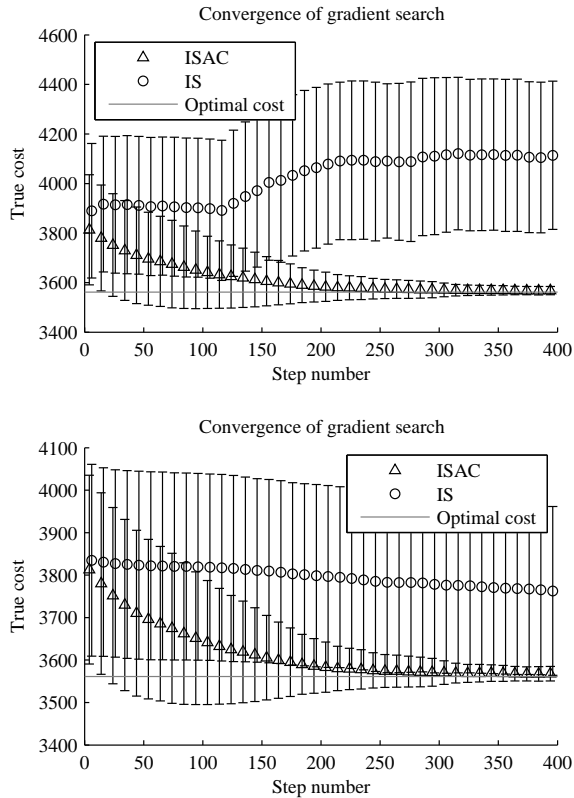 Convergence of gradient search
4600
4400
4200
4000
3800
3600
3400
True cost
ISAC
IS
Optimal cost
0
50
100
150
200
250
300
350
400
Step number
Convergence of gradient search
4100
4000
3900
3800
3700
3600
3500
3400
True cost
ISAC
IS
Optimal cost
0
50
100
150
200
250
300
350
400
Step number